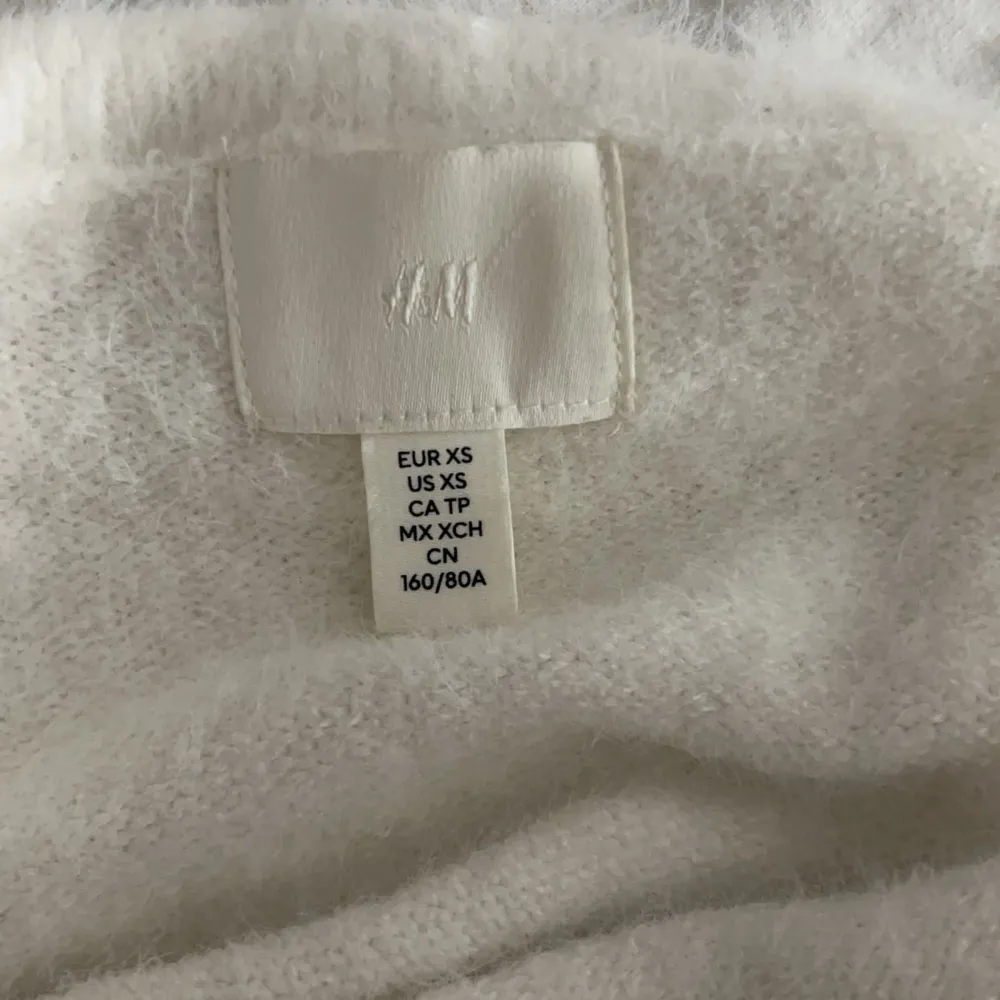 H&M
EUR XS
US XS
CA TP
MX XCH
CN
160/80A